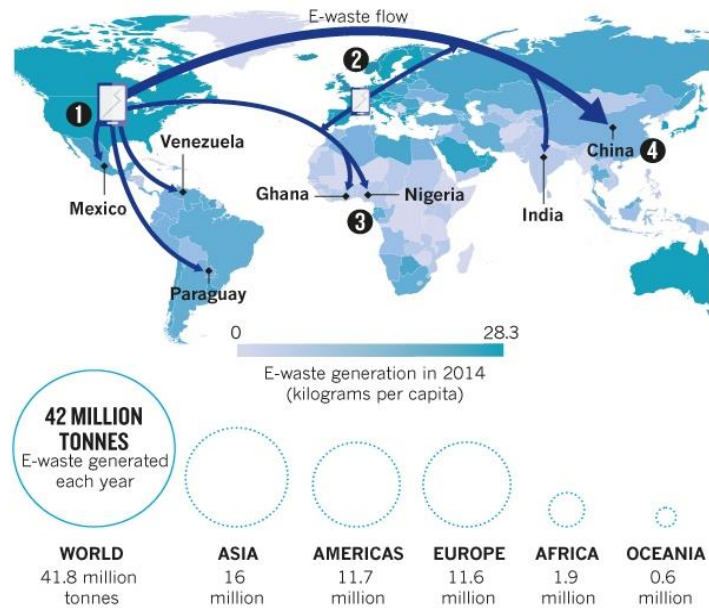 E-waste flow
1
2
Venezuela
Mexico
Ghana
Nigeria
3
India
China
4
Paraguay
0
28.3
E-waste generation in 2014
(kilograms per capita)
42 MILLION
TONNES
E-waste generated
each year
WORLD
41.8 million
tonnes
ASIA
16
million
AMERICAS
11.7
million
EUROPE
11.6
million
AFRICA
1.9
million
OCEANIA
0.6
million